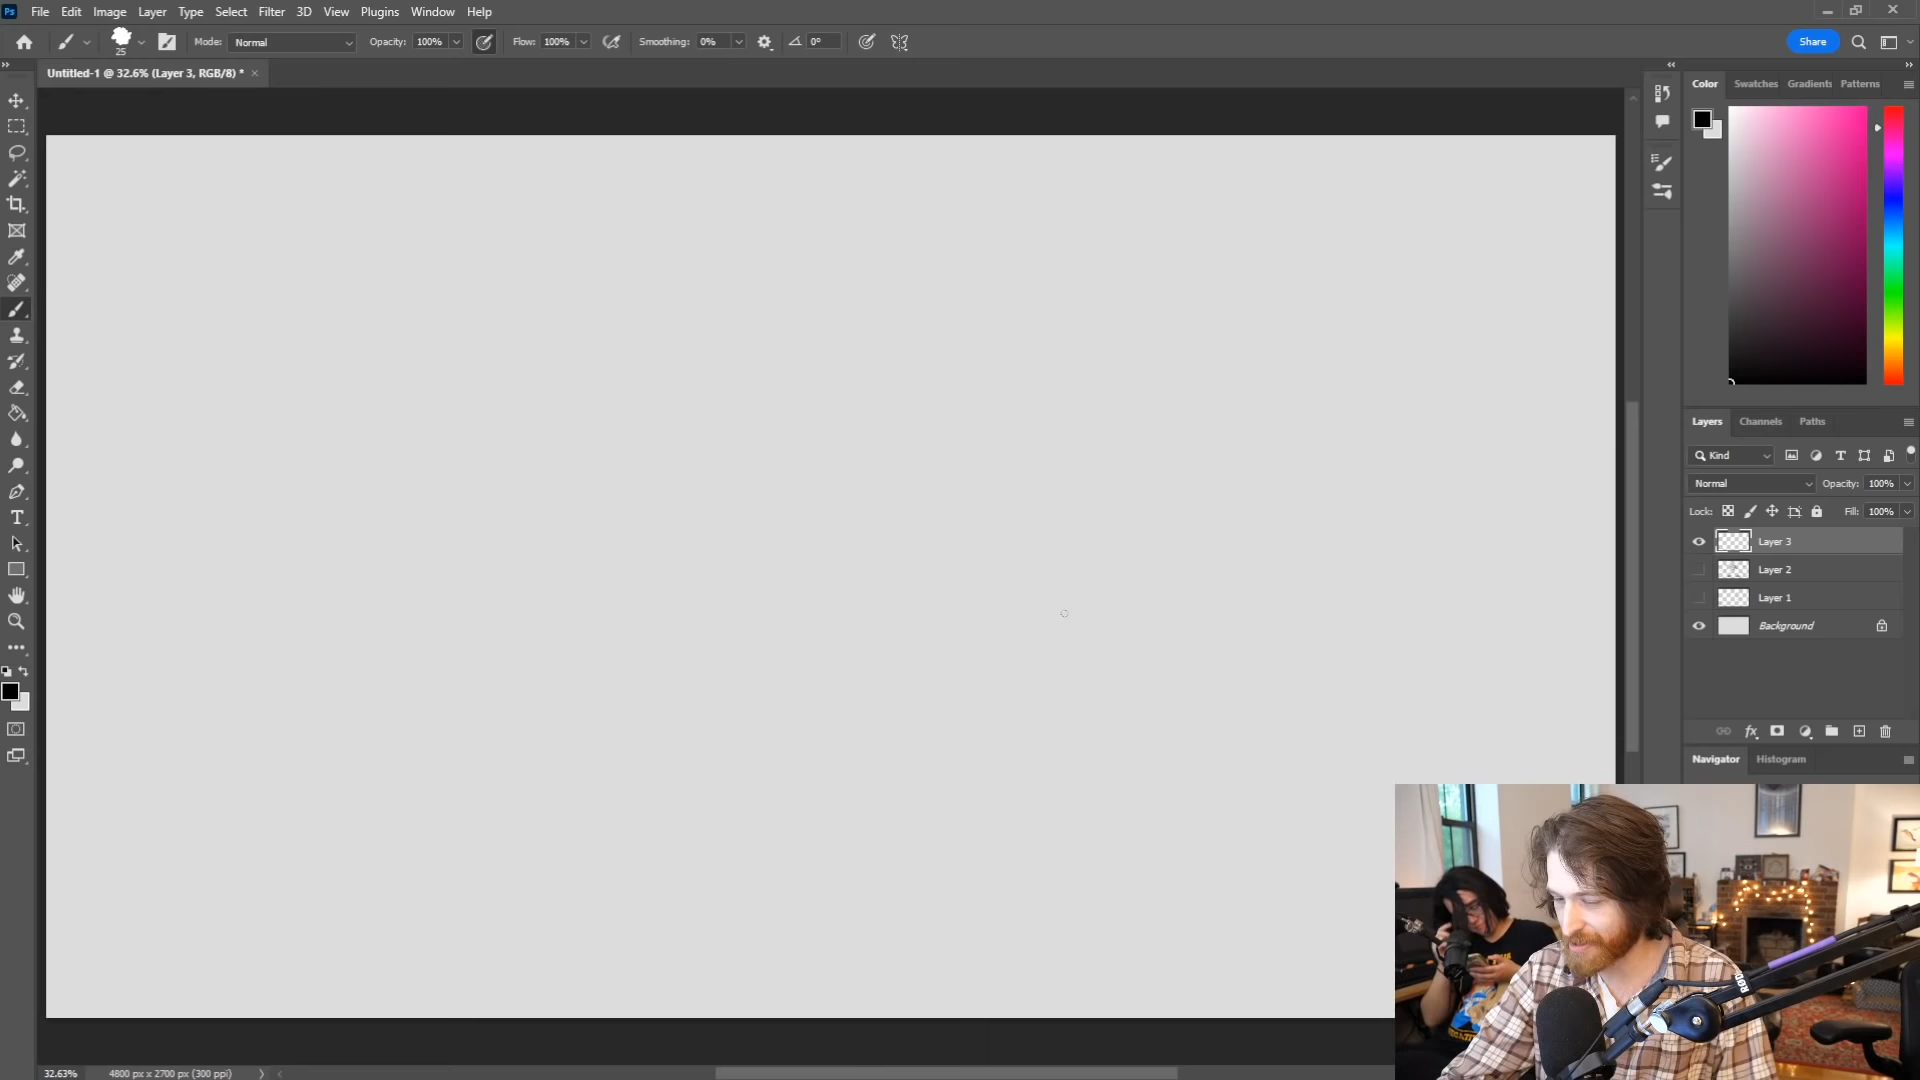 Ps File Edit Image Layer Type Select Filter 3D View Plugins Window Help
25 Mode: Normal Opacity: 100% Flow: 100% Smoothing: 0% 0° Share
Untitled-1 @ 32.6% (Layer 3, RGB/8) *
Color Swatches Gradients Patterns
Layers Channels Paths
Kind
Normal Opacity: 100%
Lock: Fill: 100%
Layer 3
Layer 2
Layer 1
Background
Navigator Histogram
RØDE
32.63% 4800 px x 2700 px (300 ppi)